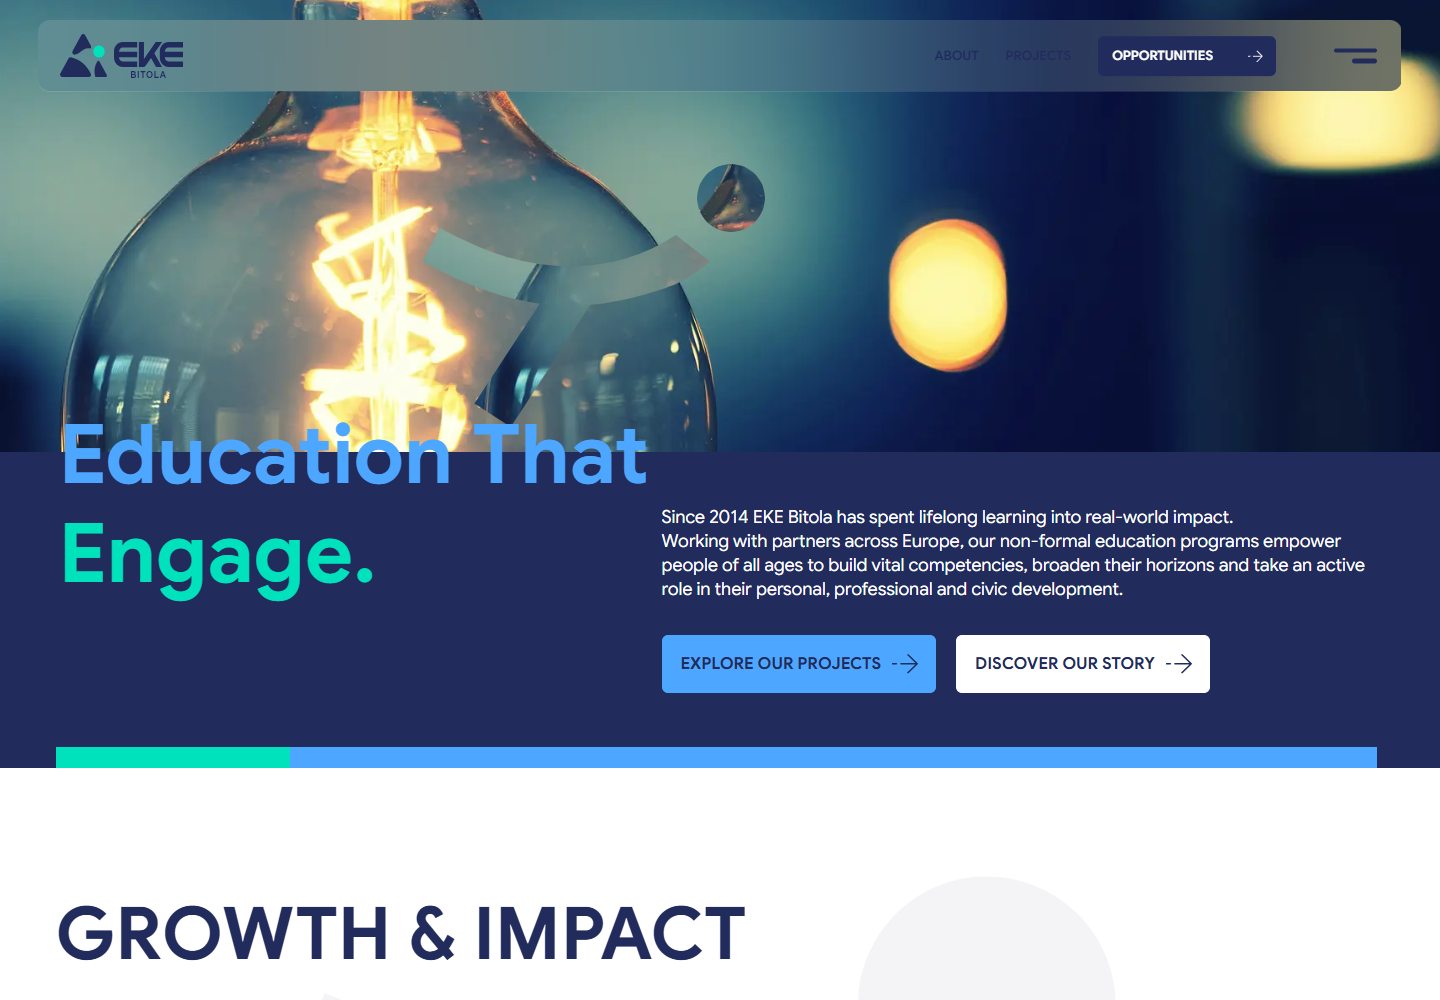 EKE
BITOLA
ABOUT
PROJECTS
OPPORTUNITIES
Education That
Engage.
Since 2014 EKE Bitola has spent lifelong learning into real-world impact.
Working with partners across Europe, our non-formal education programs empower
people of all ages to build vital competencies, broaden their horizons and take an active
role in their personal, professional and civic development.
EXPLORE OUR PROJECTS
DISCOVER OUR STORY
GROWTH & IMPACT